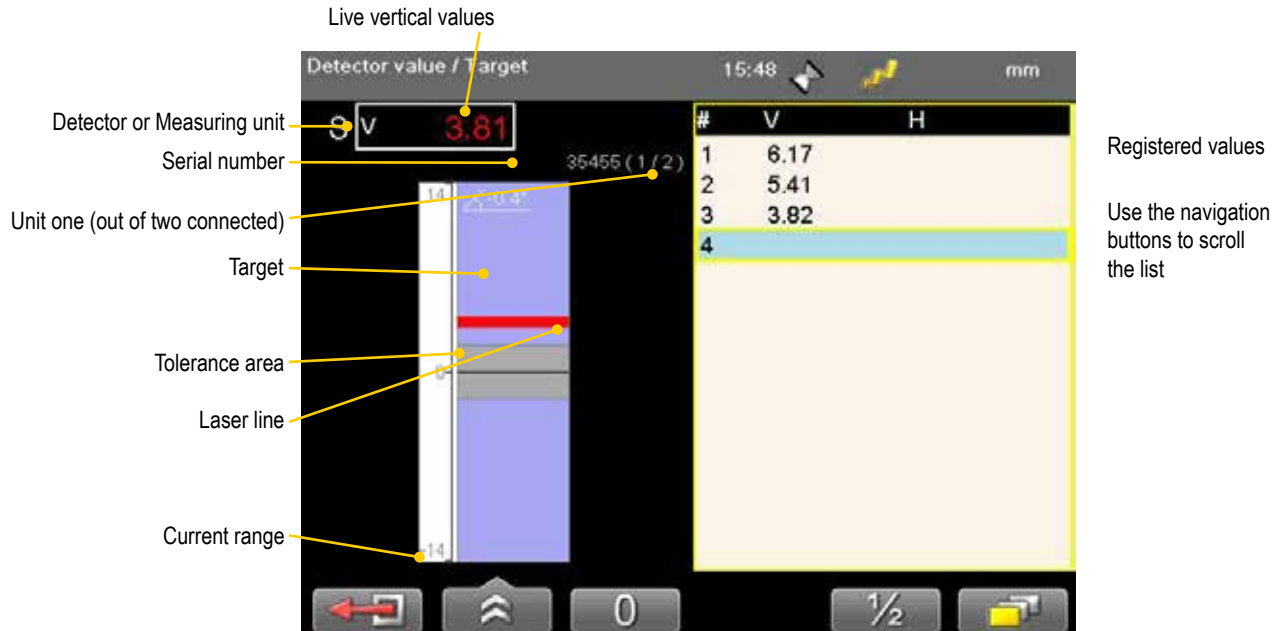 Live vertical values
Detector value / Target 15:48 mm
Detector or Measuring unit
S V 3.81
# V H
Serial number
35455 ( 1 / 2 )
1 6.17
Registered values
2 5.41
Unit one (out of two connected)
14
-0.4°
3 3.82
Use the navigation
buttons to scroll
the list
4
Target
Tolerance area
0
Laser line
Current range
-14
0
½